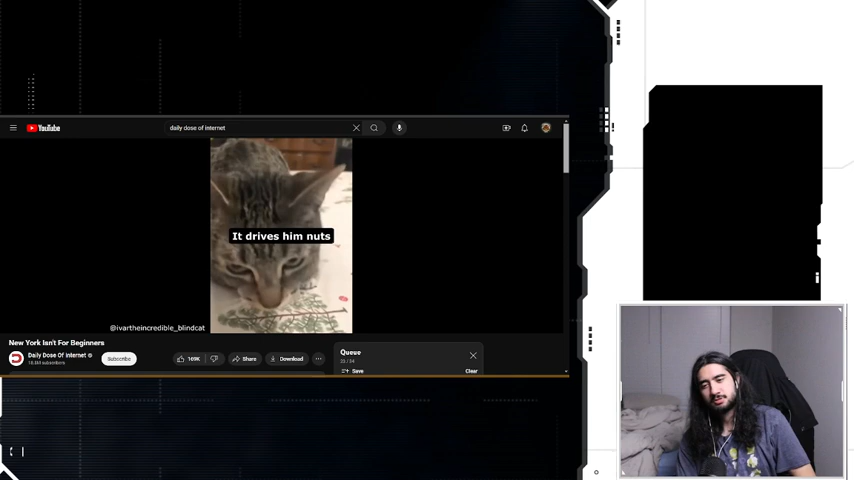 YouTube
daily dose of internet
It drives him nuts
@ivartheincredible_blindcat
New York Isn't For Beginners
Daily Dose Of Internet
Subscribe
169K
Share
Download
Queue
Save
Clear